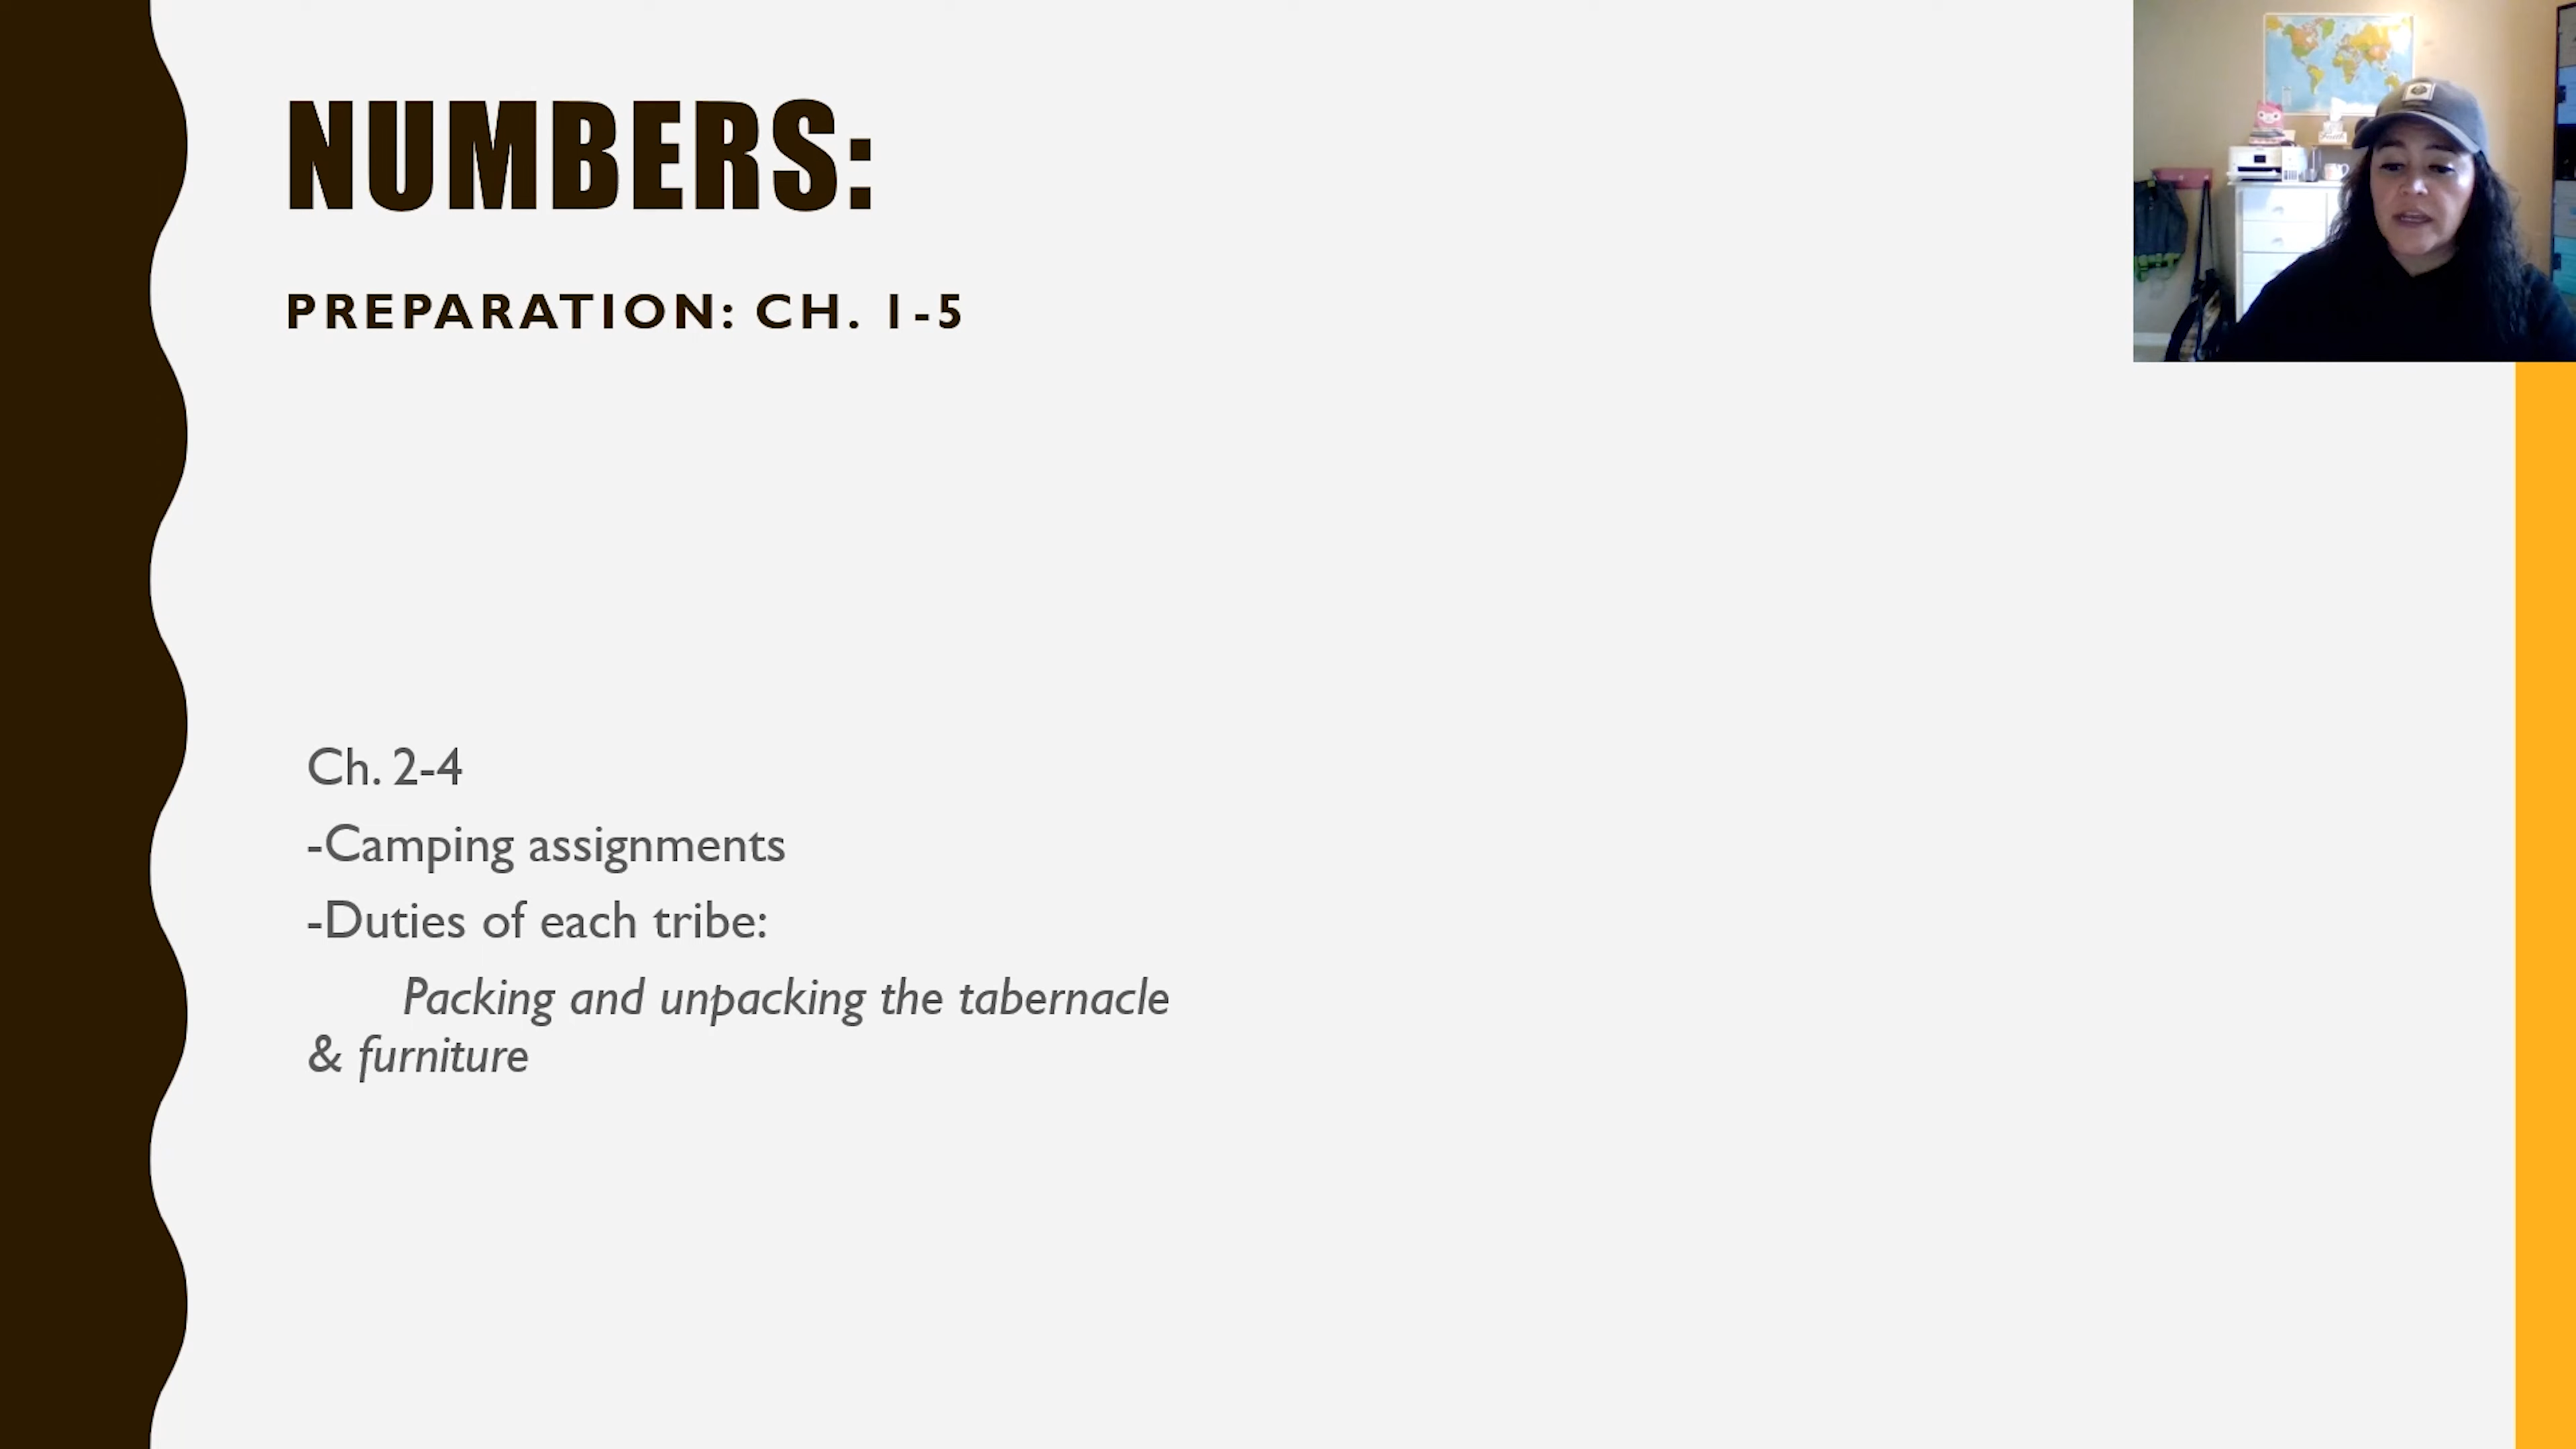 NUMBERS:
PREPARATION: CH. 1-5
Ch. 2-4
-Camping assignments
-Duties of each tribe:
Packing and unpacking the tabernacle
& furniture